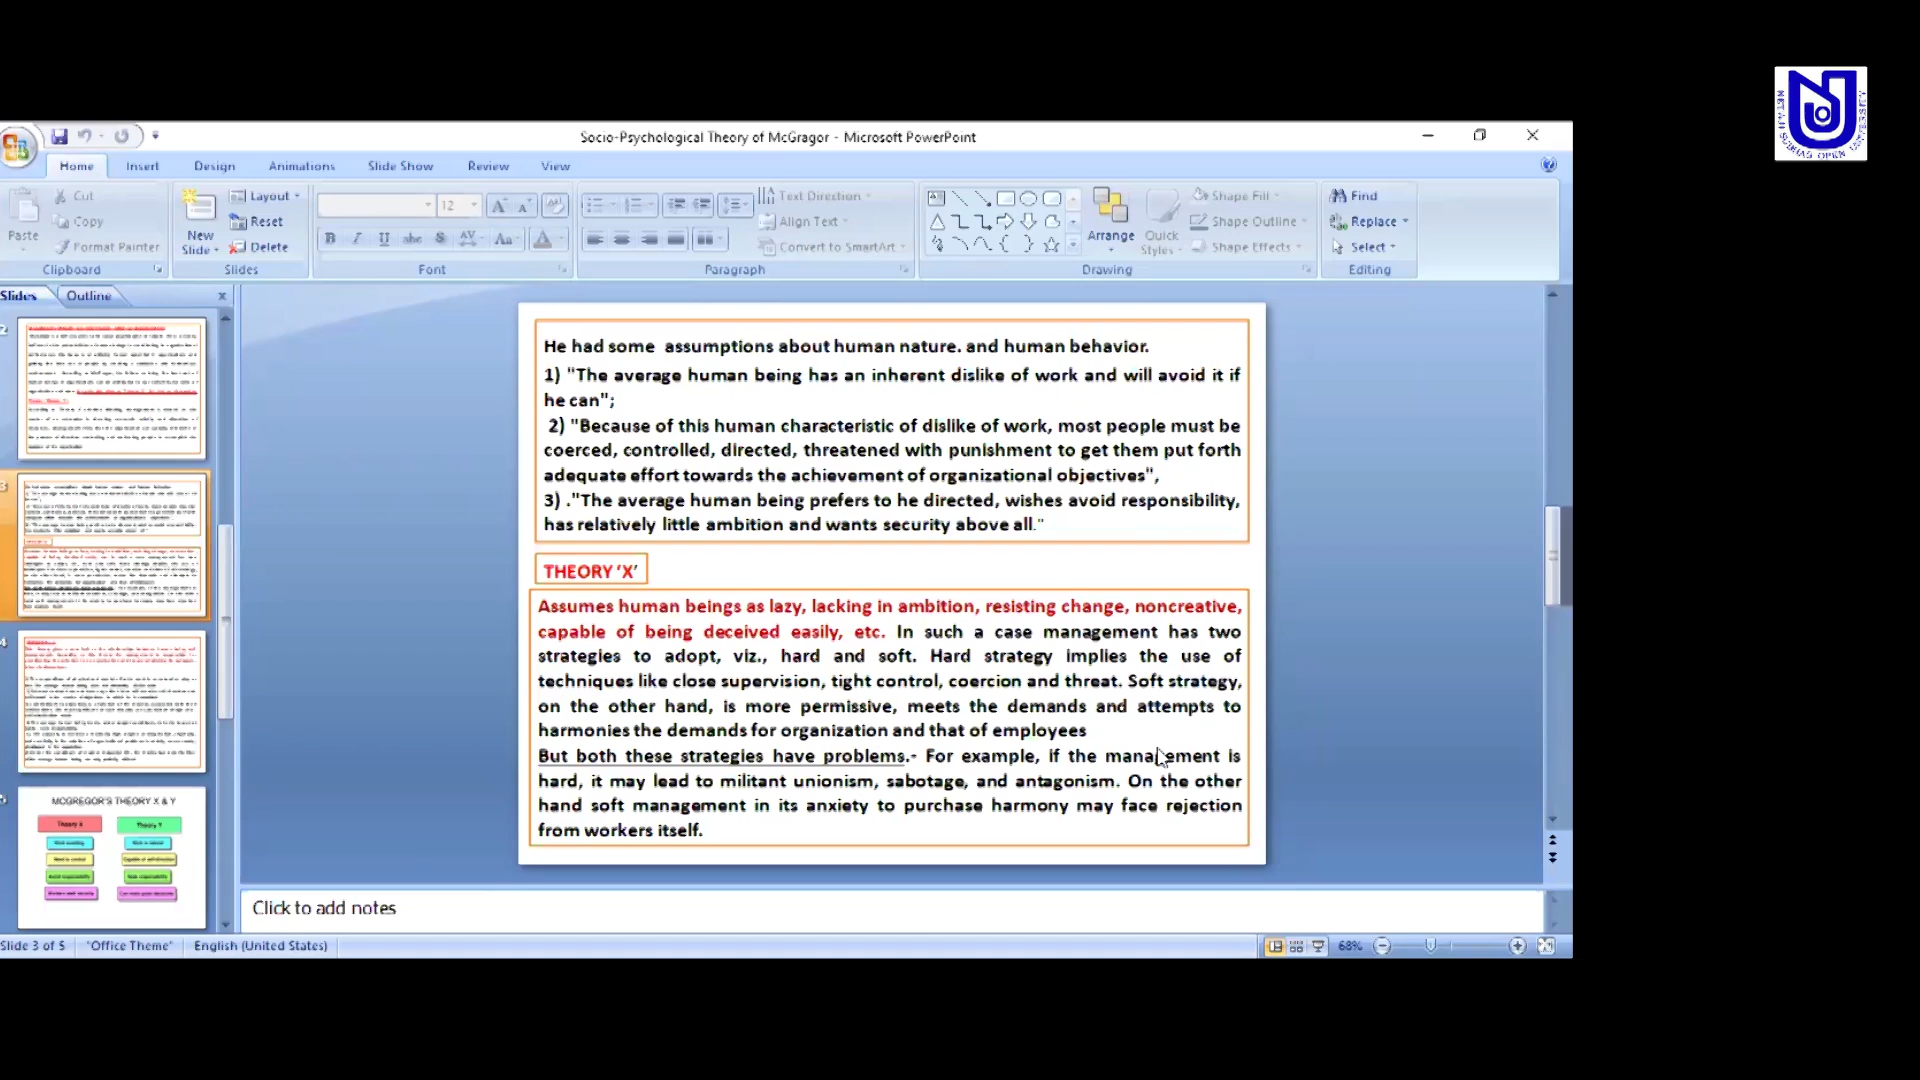 Socio-Psychological Theory of McGragor - Microsoft PowerPoint
Home Insert Design Animations Slide Show Review View
Paste Cut Copy Format Painter Clipboard
New Slide Layout Reset Delete Slides
12 Font
Text Direction Align Text Convert to SmartArt Paragraph
Arrange Quick Styles Shape Fill Shape Outline Shape Effects Drawing
Find Replace Select Editing
Slides Outline
He had some assumptions about human nature. and human behavior.
1) "The average human being has an inherent dislike of work and will avoid it if
he can";
2) "Because of this human characteristic of dislike of work, most people must be
coerced, controlled, directed, threatened with punishment to get them put forth
adequate effort towards the achievement of organizational objectives",
3) ."The average human being prefers to he directed, wishes avoid responsibility,
has relatively little ambition and wants security above all."
THEORY 'X'
Assumes human beings as lazy, lacking in ambition, resisting change, noncreative,
capable of being deceived easily, etc. In such a case management has two
strategies to adopt, viz., hard and soft. Hard strategy implies the use of
techniques like close supervision, tight control, coercion and threat. Soft strategy,
on the other hand, is more permissive, meets the demands and attempts to
harmonies the demands for organization and that of employees
But both these strategies have problems.- For example, if the management is
hard, it may lead to militant unionism, sabotage, and antagonism. On the other
hand soft management in its anxiety to purchase harmony may face rejection
from workers itself.
MCGREGOR'S THEORY X & Y
Theory X Theory Y
Click to add notes
Slide 3 of 5 "Office Theme" English (United States) 68%